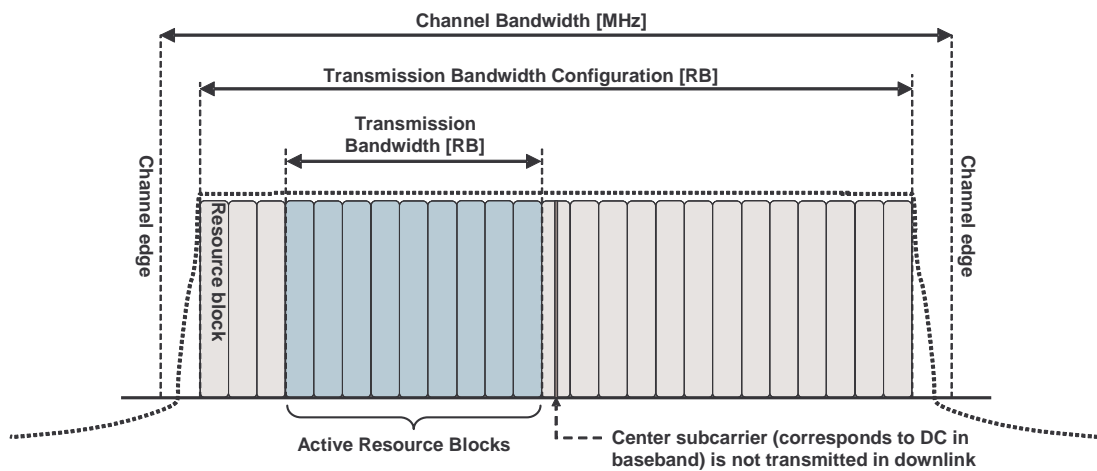 Channel Bandwidth [MHz]
Transmission Bandwidth Configuration [RB]
Transmission
Bandwidth [RB]
Channel edge
Resource block
Channel edge
Active Resource Blocks
Center subcarrier (corresponds to DC in
baseband) is not transmitted in downlink